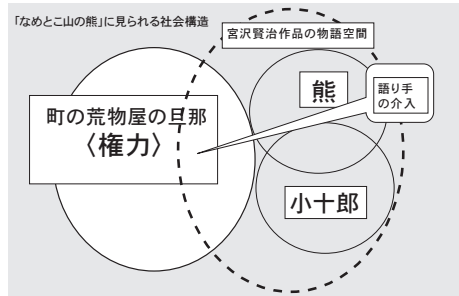 「なめとこ山の熊」に見られる社会構造
宮沢賢治作品の物語空間
熊
語り手
の介入
町の荒物屋の旦那
〈権力〉
小十郎